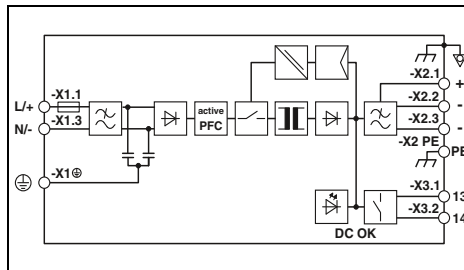 L/+
-X1.1
N/-
-X1.3
-X1
active
PFC
-X2.1
+
-X2.2
-
-X2.3
-
-X2 PE
PE
-X3.1
13
-X3.2
14
DC OK